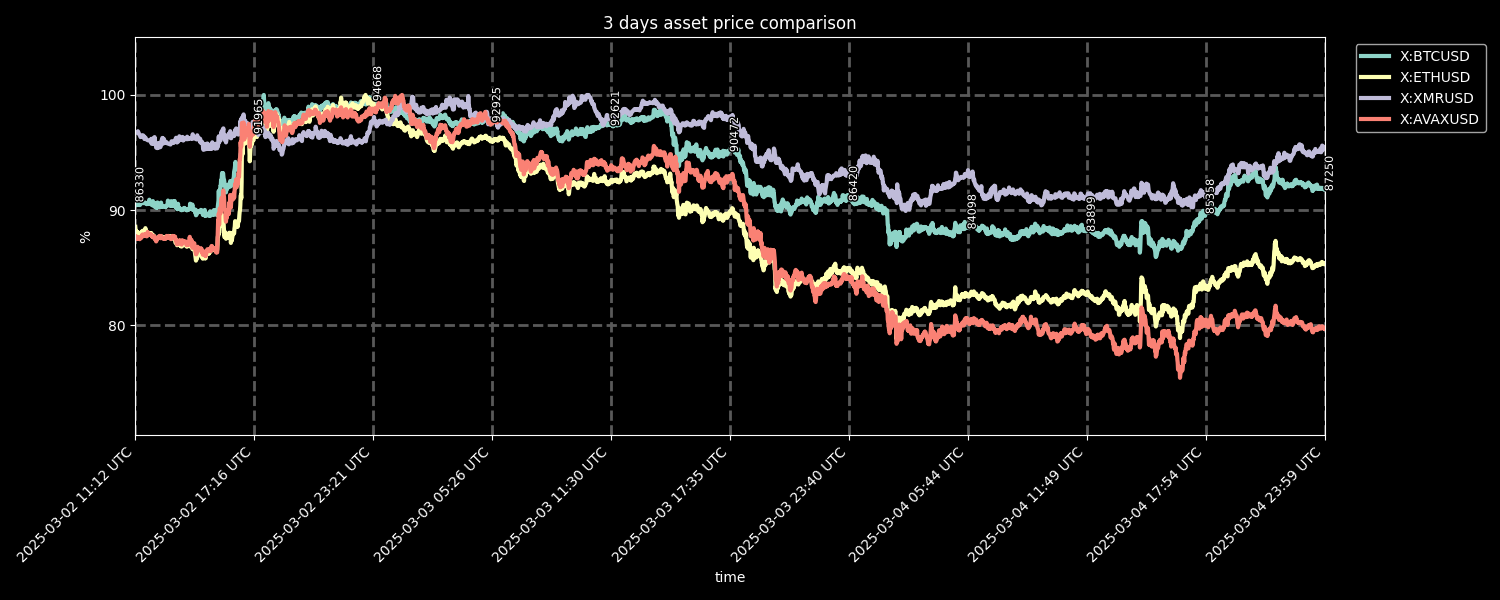 3 days asset price comparison
X:BTCUSD
X:ETHUSD
X:XMRUSD
X:AVAXUSD
100
90
80
%
86330
91965
94668
92925
92621
90472
86420
84098
83899
85358
87250
2025-03-02 11:12 UTC
2025-03-02 17:16 UTC
2025-03-02 23:21 UTC
2025-03-03 05:26 UTC
2025-03-03 11:30 UTC
2025-03-03 17:35 UTC
2025-03-03 23:40 UTC
2025-03-04 05:44 UTC
2025-03-04 11:49 UTC
2025-03-04 17:54 UTC
2025-03-04 23:59 UTC
time